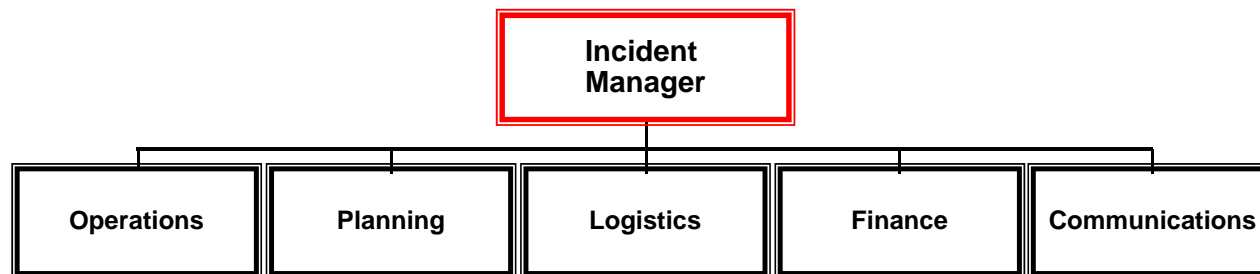 Incident
Manager
Operations
Planning
Logistics
Finance
Communications